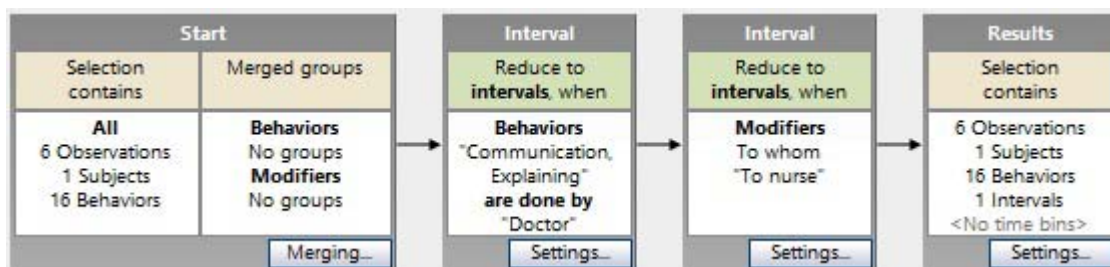 Start
Selection
contains
Merged groups
All
6 Observations
1 Subjects
16 Behaviors
Behaviors
No groups
Modifiers
No groups
Merging...
Interval
Reduce to
intervals, when
Behaviors
"Communication,
Explaining"
are done by
"Doctor"
Settings...
Interval
Reduce to
intervals, when
Modifiers
To whom
"To nurse"
Settings...
Results
Selection
contains
6 Observations
1 Subjects
16 Behaviors
1 Intervals
<No time bins>
Settings...